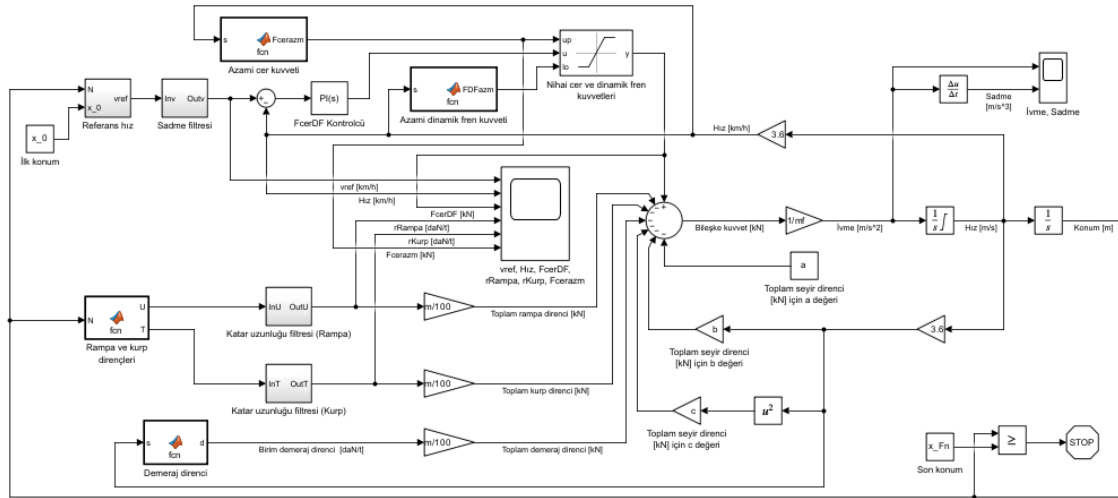 s
fcn
Fcerazm
Azami cer kuvveti
up
u
lo
y
Nihai cer ve dinamik fren
kuvvetleri
N
x_0
vref
Referans hız
Inv
Outv
Sadme filtresi
PI(s)
FcerDF Kontrolcü
s
fcn
FDFazm
Azami dinamik fren kuvveti
x_0
İlk konum
Δu
Δt
Sadme
[m/s^3]
İvme, Sadme
Hız [km/h]
3.6
vref [km/h]
Hız [km/h]
FcerDF [kN]
rRampa [daN/t]
rKurp [daN/t]
Fcerazm [kN]
vref, Hız, FcerDF,
rRampa, rKurp, Fcerazm
Bileşke kuvvet [kN]
1/mf
İvme [m/s^2]
1
s
Hız [m/s]
1
s
Konum [m]
a
Toplam seyir direnci
[kN] için a değeri
N
fcn
U
T
Rampa ve kurp
dirençleri
InU
OutU
Katar uzunluğu filtresi (Rampa)
m/100
Toplam rampa direnci [kN]
b
Toplam seyir direnci
[kN] için b değeri
3.6
InT
OutT
Katar uzunluğu filtresi (Kurp)
m/100
Toplam kurp direnci [kN]
c
u²
Toplam seyir direnci
[kN] için c değeri
s
fcn
d
Demeraj direnci
Birim demeraj direnci [daN/t]
m/100
Toplam demeraj direnci [kN]
x_Fn
Son konum
≥
STOP